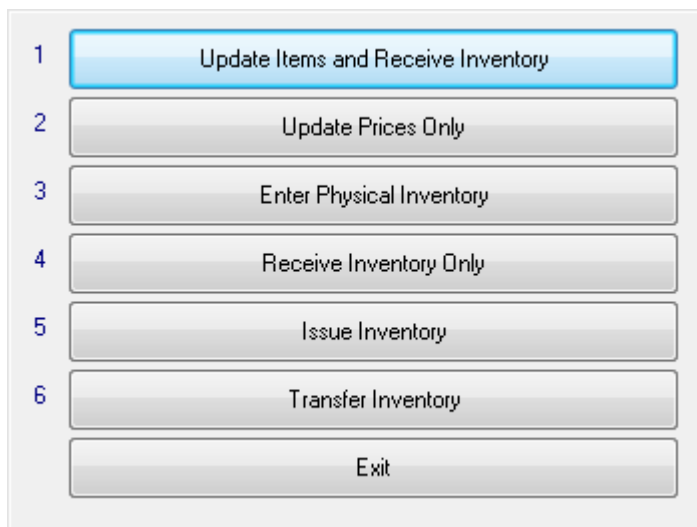 1 Update Items and Receive Inventory
2 Update Prices Only
3 Enter Physical Inventory
4 Receive Inventory Only
5 Issue Inventory
6 Transfer Inventory
Exit